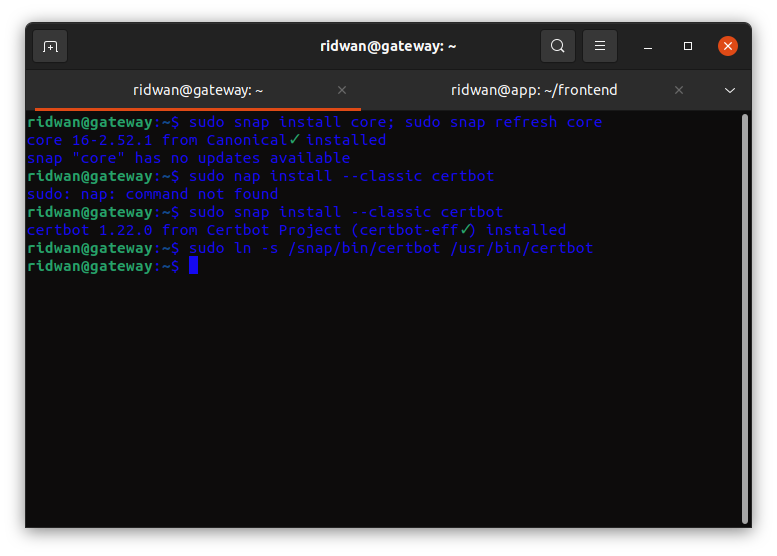 ridwan@gateway: ~
ridwan@gateway: ~
ridwan@app: ~/frontend
ridwan@gateway:~$ sudo snap install core; sudo snap refresh core
core 16-2.52.1 from Canonical✓ installed
snap "core" has no updates available
ridwan@gateway:~$ sudo nap install --classic certbot
sudo: nap: command not found
ridwan@gateway:~$ sudo snap install --classic certbot
certbot 1.22.0 from Certbot Project (certbot-eff✓) installed
ridwan@gateway:~$ sudo ln -s /snap/bin/certbot /usr/bin/certbot
ridwan@gateway:~$